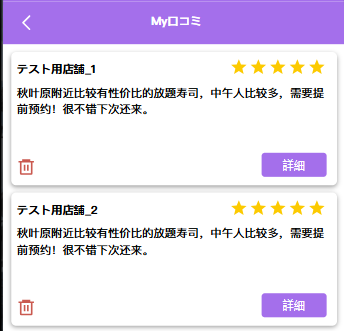 My口コミ
テスト用店舗_1
秋叶原附近比较有性价比的放题寿司，中午人比较多，需要提
前预约！很不错下次还来。
詳細
テスト用店舗_2
秋叶原附近比较有性价比的放题寿司，中午人比较多，需要提
前预约！很不错下次还来。
詳細